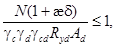 N(1 + æδ) / γ_c γ_d γ_cd R_yd A_d ≤ 1,